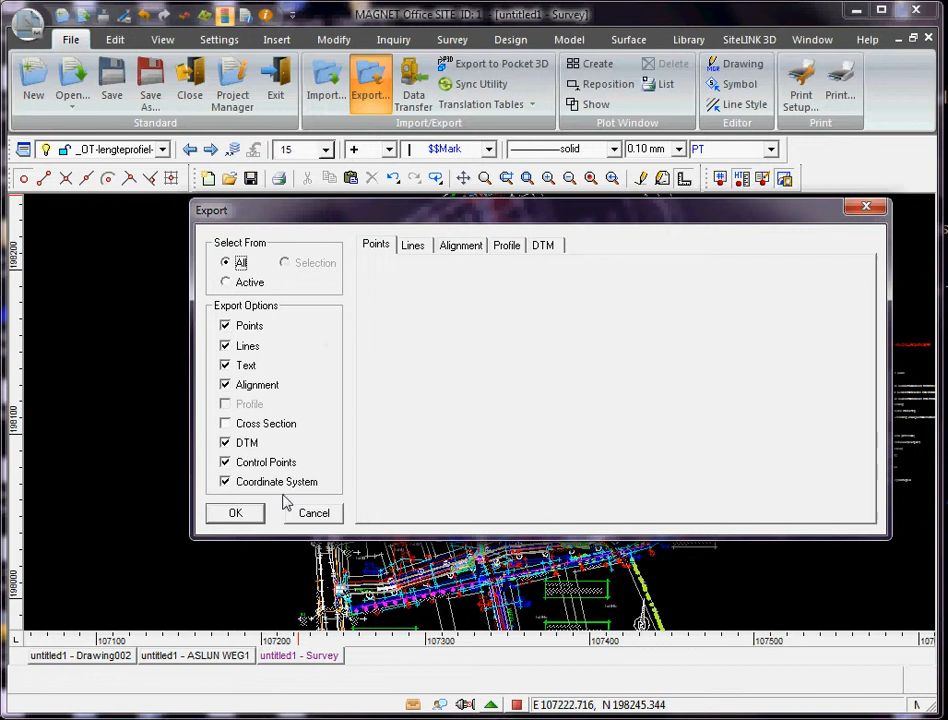 MAGNET Office SITE ID: 1 - [untitled1 - Survey]
File Edit View Settings Insert Modify Inquiry Survey Design Model Surface Library SiteLINK 3D Window Help
New Open... Save Save As... Close Project Manager Exit
Import... Export... Data Transfer
Export to Pocket 3D
Sync Utility
Translation Tables
Create Delete
Reposition List
Show
Drawing
Symbol
Line Style
Print Setup... Print...
Standard Import/Export Plot Window Editor Print
_OT-lengteprofiel- 15 + $$Mark solid 0.10 mm PT
198200
198100
198000
Export
Select From
All Selection
Active
Export Options
Points
Lines
Text
Alignment
Profile
Cross Section
DTM
Control Points
Coordinate System
OK Cancel
Points Lines Alignment Profile DTM
L 107100 107200 107300 107400 107500 107
untitled1 - Drawing002 untitled1 - ASLUN WEG1 untitled1 - Survey
E 107222.716, N 198245.344